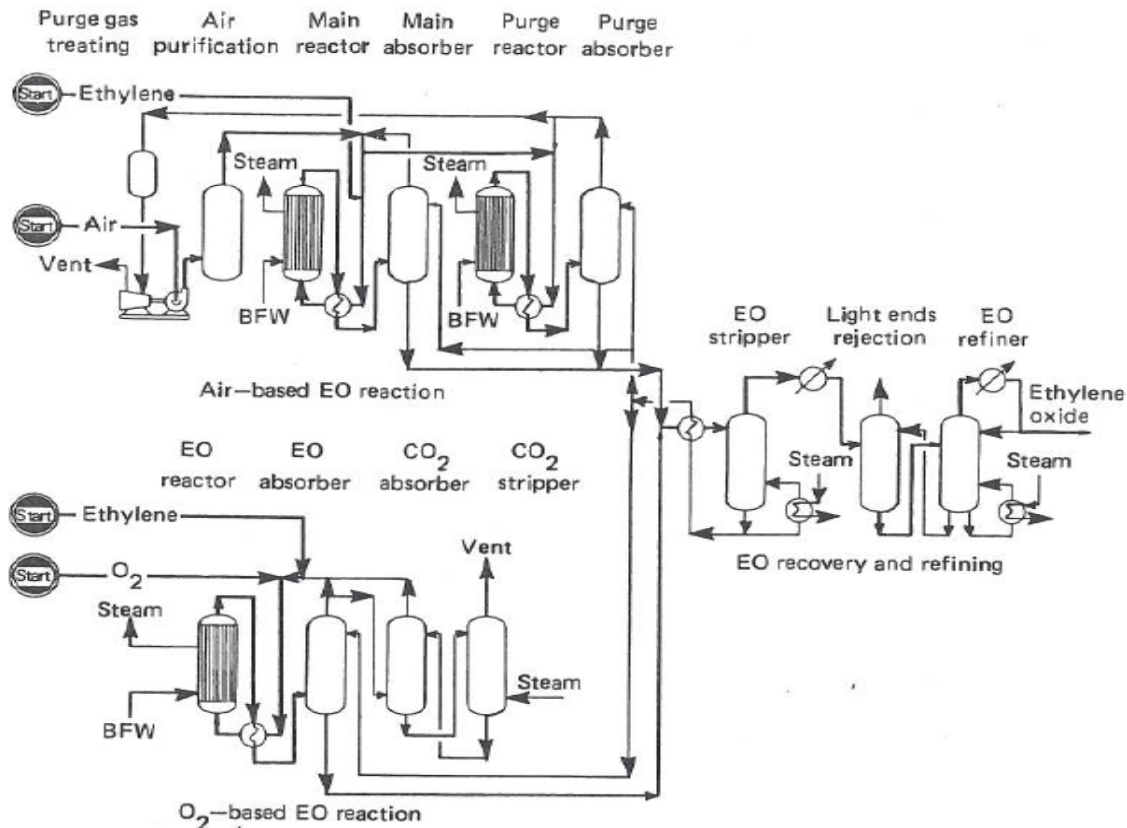 Purge gas treating
Air purification
Main reactor
Main absorber
Purge reactor
Purge absorber
Start
Ethylene
Steam
Steam
Start
Air
Vent
BFW
BFW
Air—based EO reaction
EO stripper
Light ends rejection
EO refiner
Ethylene oxide
Steam
Steam
EO recovery and refining
EO reactor
EO absorber
CO2 absorber
CO2 stripper
Start
Ethylene
Start
O2
Vent
Steam
Steam
BFW
O2—based EO reaction